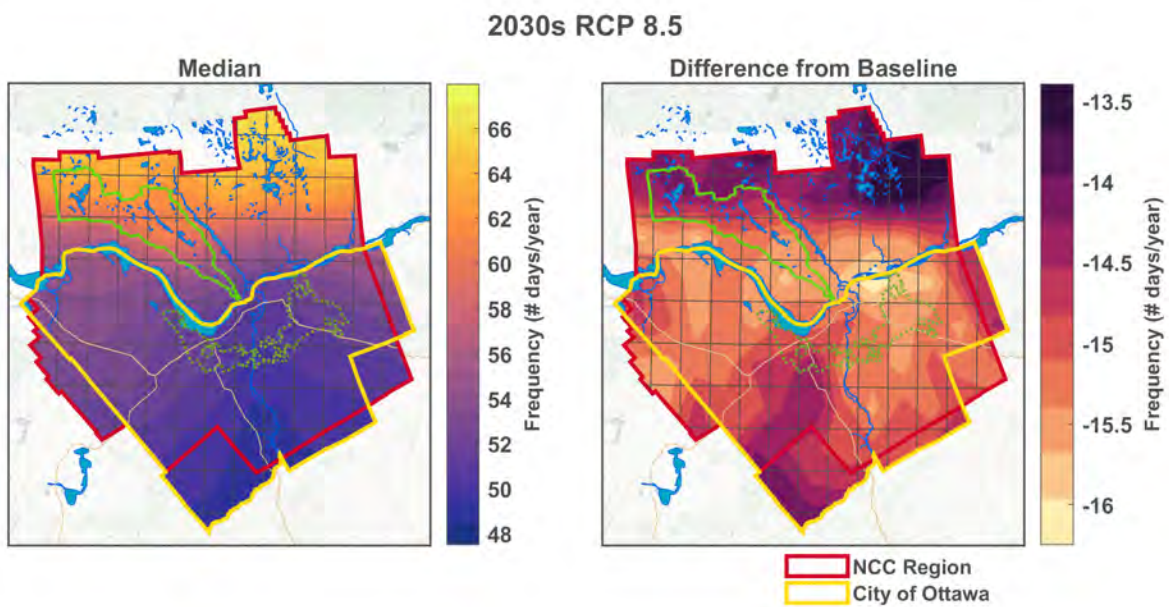 2030s RCP 8.5
Median
66
64
62
60
58
56
54
52
50
48
Frequency (# days/year)
Difference from Baseline
-13.5
-14
-14.5
-15
-15.5
-16
Frequency (# days/year)
NCC Region
City of Ottawa